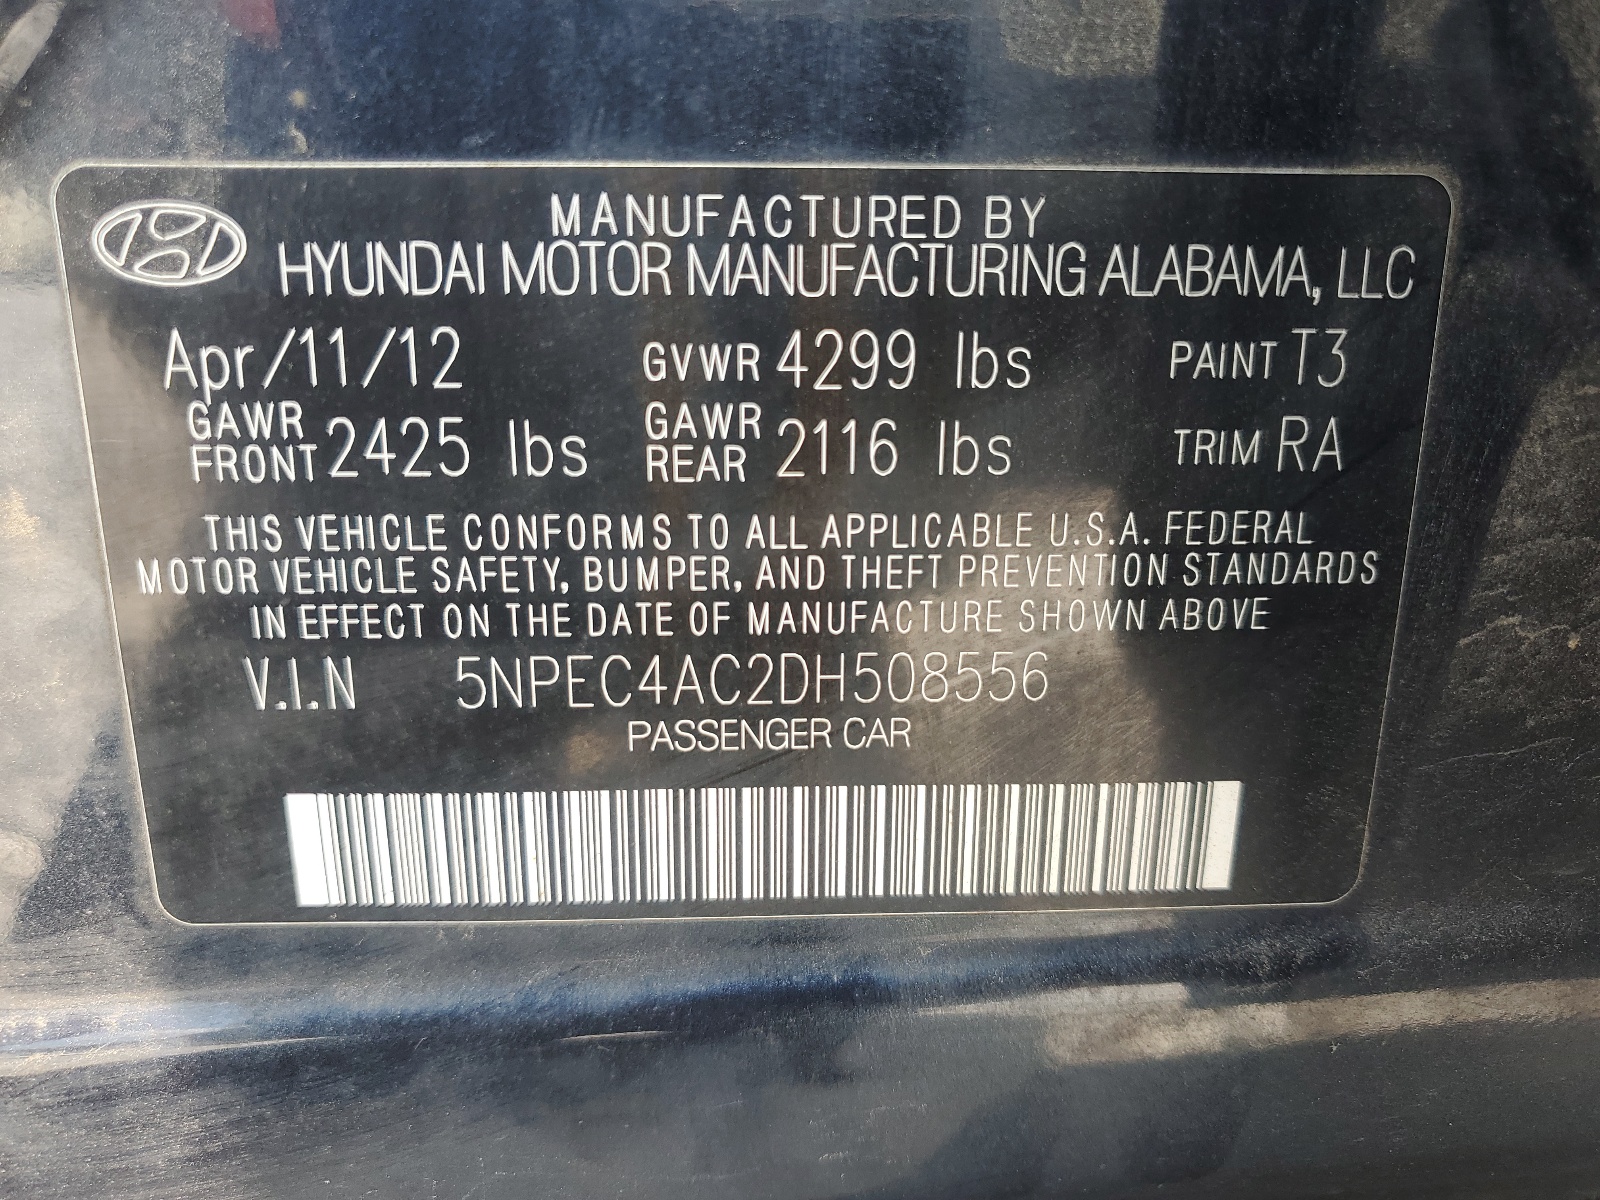 MANUFACTURED BY
HYUNDAI MOTOR MANUFACTURING ALABAMA, LLC
Apr/11/12 GVWR 4299 lbs PAINT T3
GAWR FRONT 2425 lbs GAWR REAR 2116 lbs TRIM RA
THIS VEHICLE CONFORMS TO ALL APPLICABLE U.S.A. FEDERAL
MOTOR VEHICLE SAFETY, BUMPER, AND THEFT PREVENTION STANDARDS
IN EFFECT ON THE DATE OF MANUFACTURE SHOWN ABOVE
V.I.N 5NPEC4AC2DH508556
PASSENGER CAR